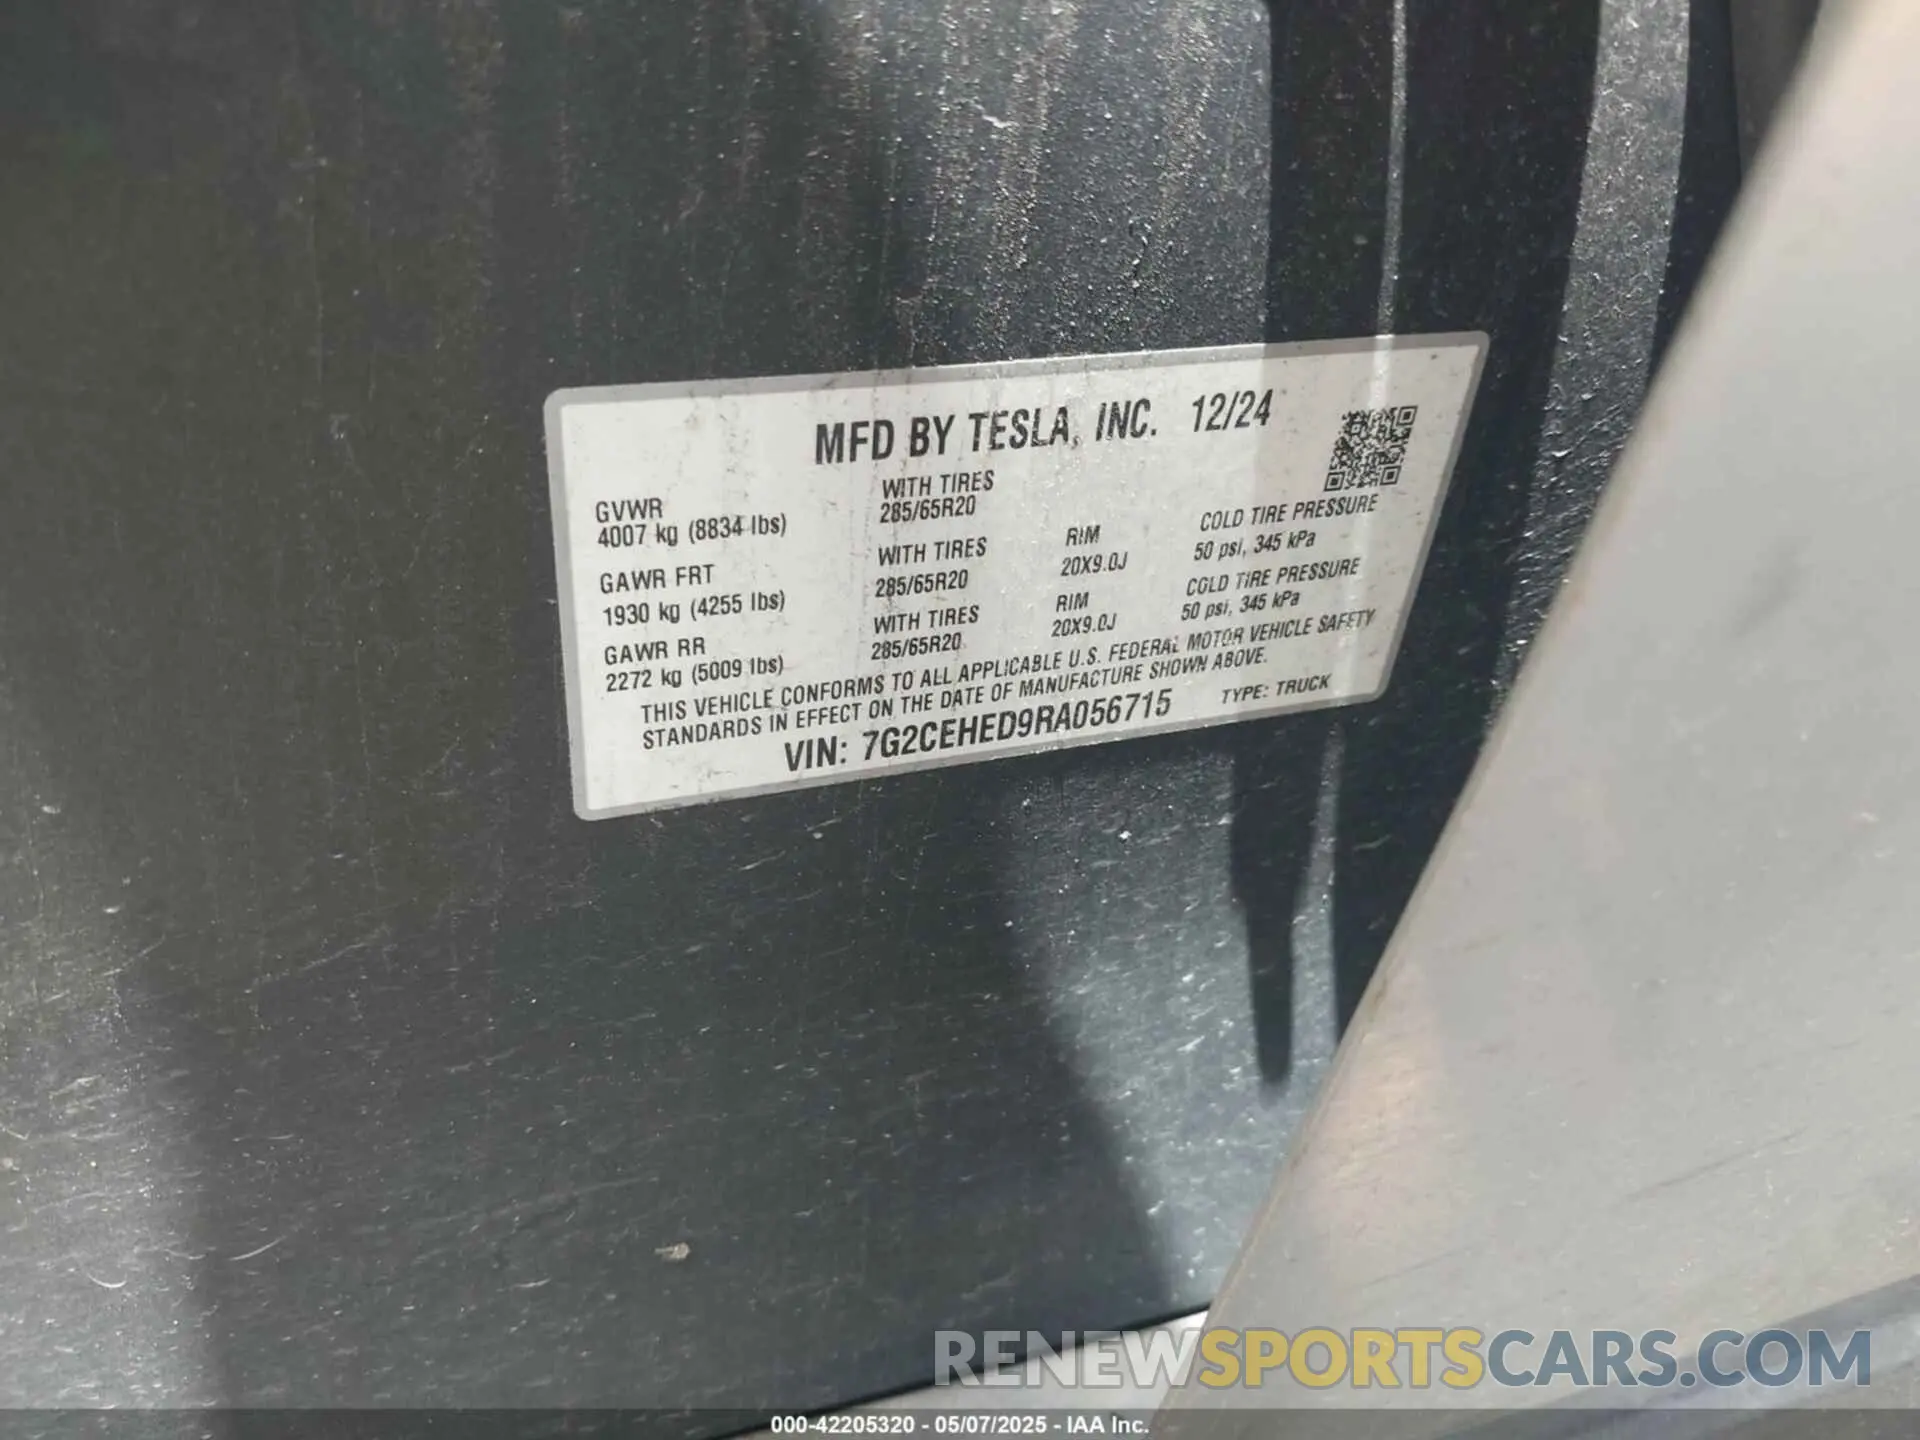 MFD BY TESLA, INC. 12/24
GVWR
4007 kg (8834 lbs)
WITH TIRES
285/65R20
GAWR FRT
1930 kg (4255 lbs)
WITH TIRES
285/65R20
RIM
20X9.0J
COLD TIRE PRESSURE
50 psi, 345 kPa
GAWR RR
2272 kg (5009 lbs)
WITH TIRES
285/65R20
RIM
20X9.0J
COLD TIRE PRESSURE
50 psi, 345 kPa
THIS VEHICLE CONFORMS TO ALL APPLICABLE U.S. FEDERAL MOTOR VEHICLE SAFETY
STANDARDS IN EFFECT ON THE DATE OF MANUFACTURE SHOWN ABOVE.
VIN: 7G2CEHED9RA056715 TYPE: TRUCK
RENEWSPORTSCARS.COM
000-42205320 - 05/07/2025 - IAA Inc.